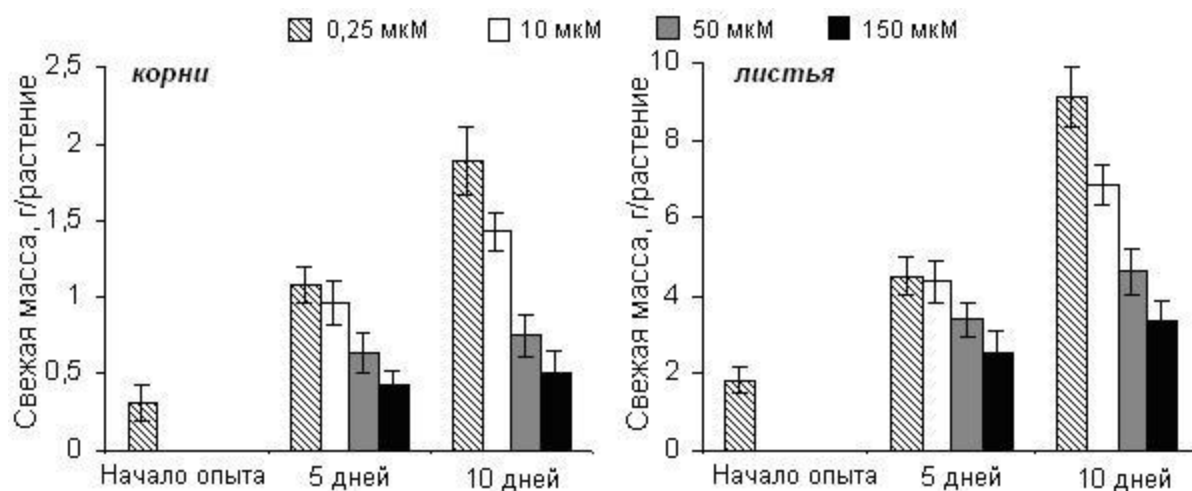 0,25 мкМ 10 мкМ 50 мкМ 150 мкМ
корни
Свежая масса, г/растение
2,5
2
1,5
1
0,5
0
Начало опыта 5 дней 10 дней
листья
Свежая масса, г/растение
10
8
6
4
2
0
Начало опыта 5 дней 10 дней